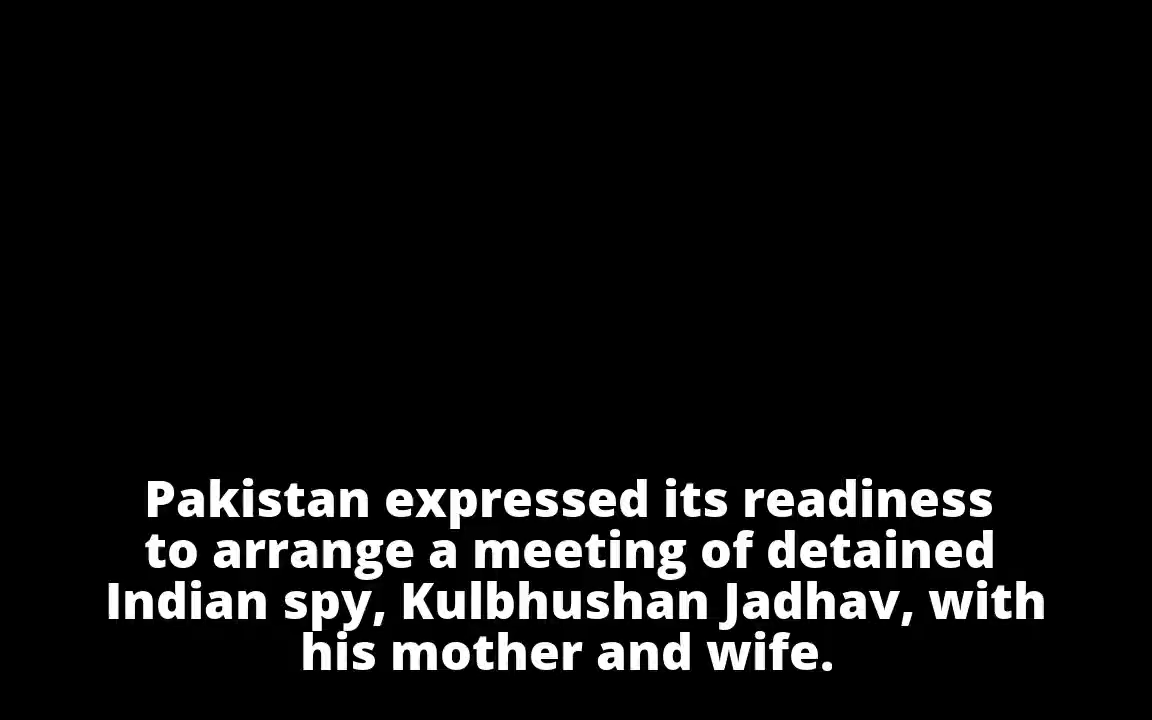 Pakistan expressed its readiness
to arrange a meeting of detained
Indian spy, Kulbhushan Jadhav, with
his mother and wife.